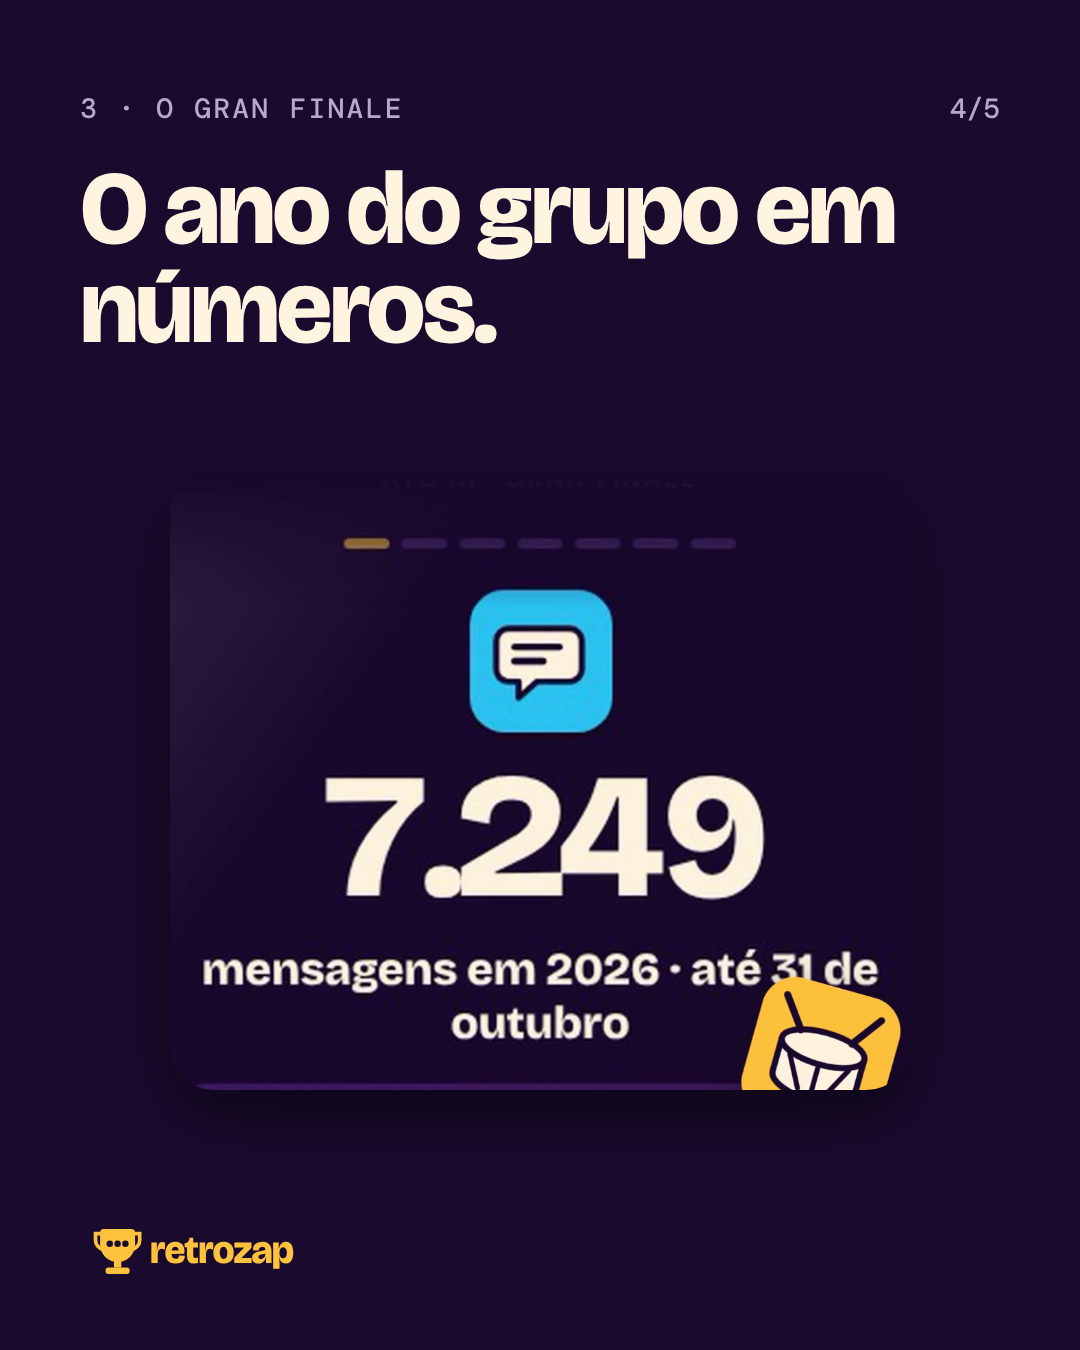 3 · O GRAN FINALE
4/5
O ano do grupo em
números.
7.249
mensagens em 2026 · até 31 de
outubro
retrozap